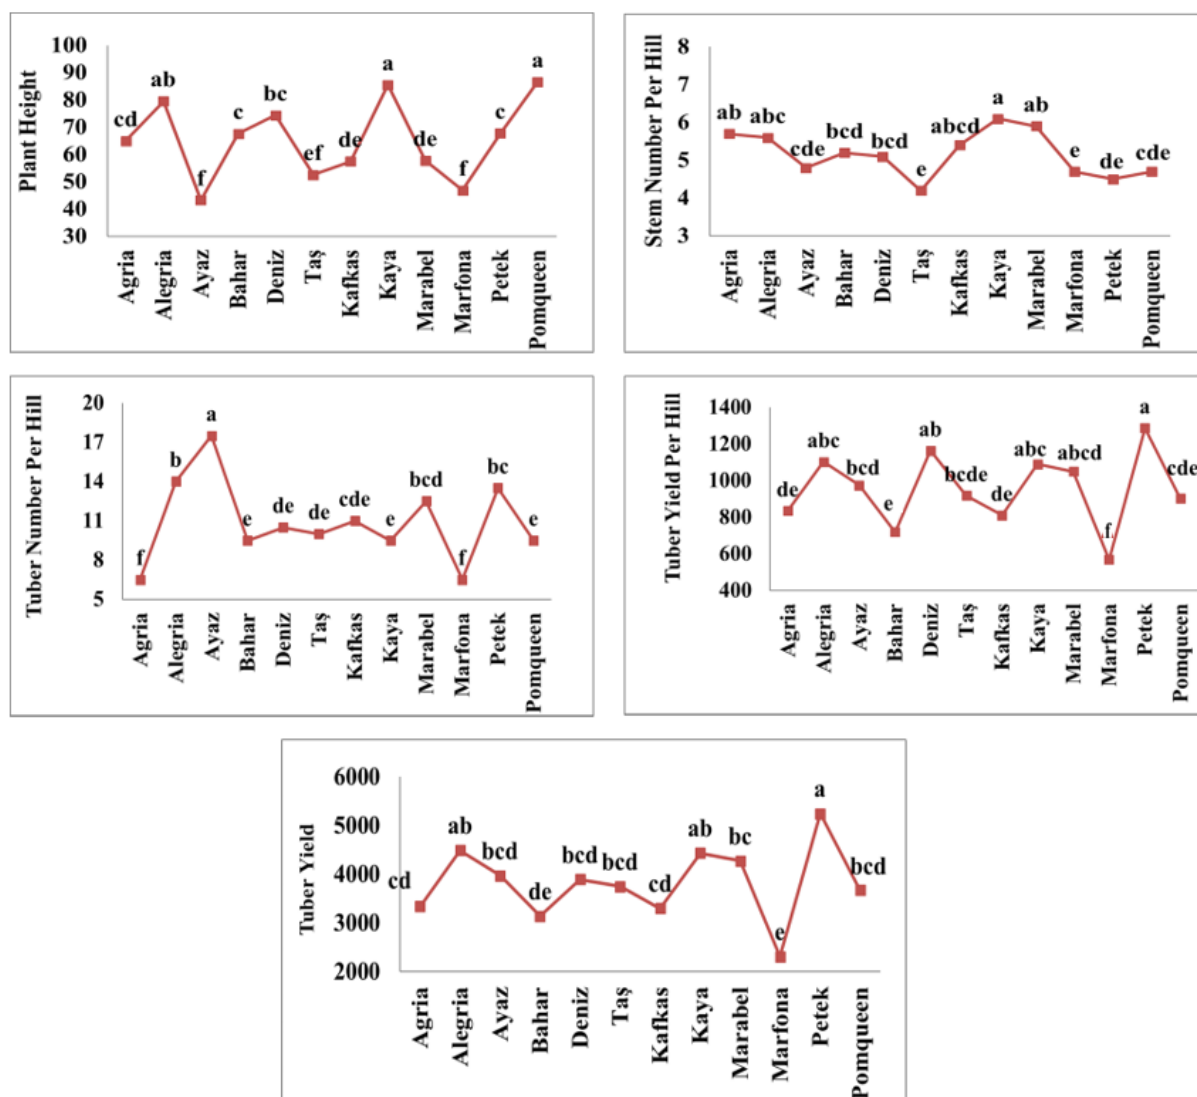 Plant Height
100
90
80
70
60
50
40
30
cd
ab
f
c
bc
ef
de
a
de
f
c
a
Agria
Alegria
Ayaz
Bahar
Deniz
Taş
Kafkas
Kaya
Marabel
Marfona
Petek
Pomqueen
Stem Number Per Hill
8
7
6
5
4
3
ab
abc
cde
bcd
bcd
e
abcd
a
ab
e
de
cde
Agria
Alegria
Ayaz
Bahar
Deniz
Taş
Kafkas
Kaya
Marabel
Marfona
Petek
Pomqueen
Tuber Number Per Hill
20
17
14
11
8
5
f
b
a
e
de
de
cde
e
bcd
f
bc
e
Agria
Alegria
Ayaz
Bahar
Deniz
Taş
Kafkas
Kaya
Marabel
Marfona
Petek
Pomqueen
Tuber Yield Per Hill
1400
1200
1000
800
600
400
de
abc
bcd
e
ab
bcde
de
abc
abcd
f
a
cde
Agria
Alegria
Ayaz
Bahar
Deniz
Taş
Kafkas
Kaya
Marabel
Marfona
Petek
Pomqueen
Tuber Yield
6000
5000
4000
3000
2000
cd
ab
bcd
de
bcd
bcd
cd
ab
bc
e
a
bcd
Agria
Alegria
Ayaz
Bahar
Deniz
Taş
Kafkas
Kaya
Marabel
Marfona
Petek
Pomqueen